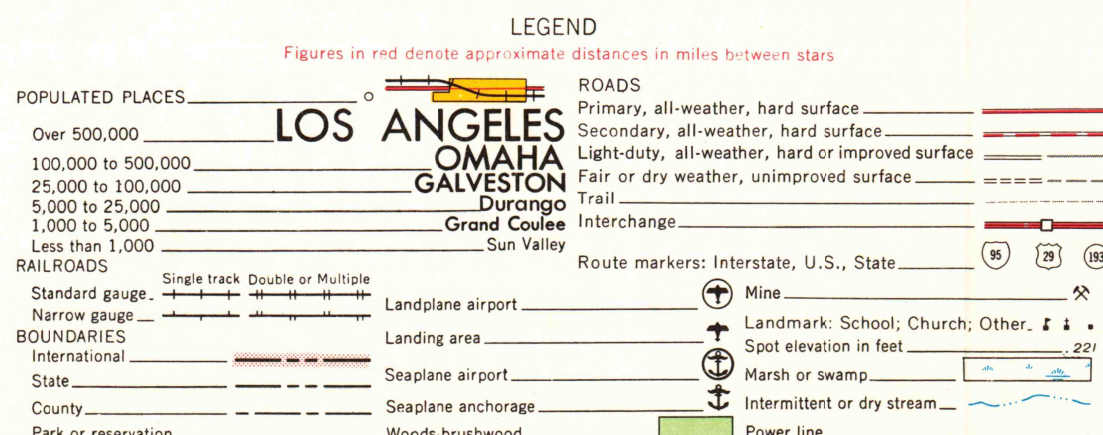 LEGEND
Figures in red denote approximate distances in miles between stars
POPULATED PLACES
Over 500,000 LOS ANGELES
100,000 to 500,000 OMAHA
25,000 to 100,000 GALVESTON
5,000 to 25,000 Durango
1,000 to 5,000 Grand Coulee
Less than 1,000 Sun Valley
RAILROADS
Single track Double or Multiple
Standard gauge
Narrow gauge
BOUNDARIES
International
State
County
Park or reservation
Landplane airport
Landing area
Seaplane airport
Seaplane anchorage
Woods-brushwood
ROADS
Primary, all-weather, hard surface
Secondary, all-weather, hard surface
Light-duty, all-weather, hard or improved surface
Fair or dry weather, unimproved surface
Trail
Interchange
Route markers: Interstate, U.S., State 95 29 193
Mine
Landmark: School; Church; Other
Spot elevation in feet .221
Marsh or swamp
Intermittent or dry stream
Power line